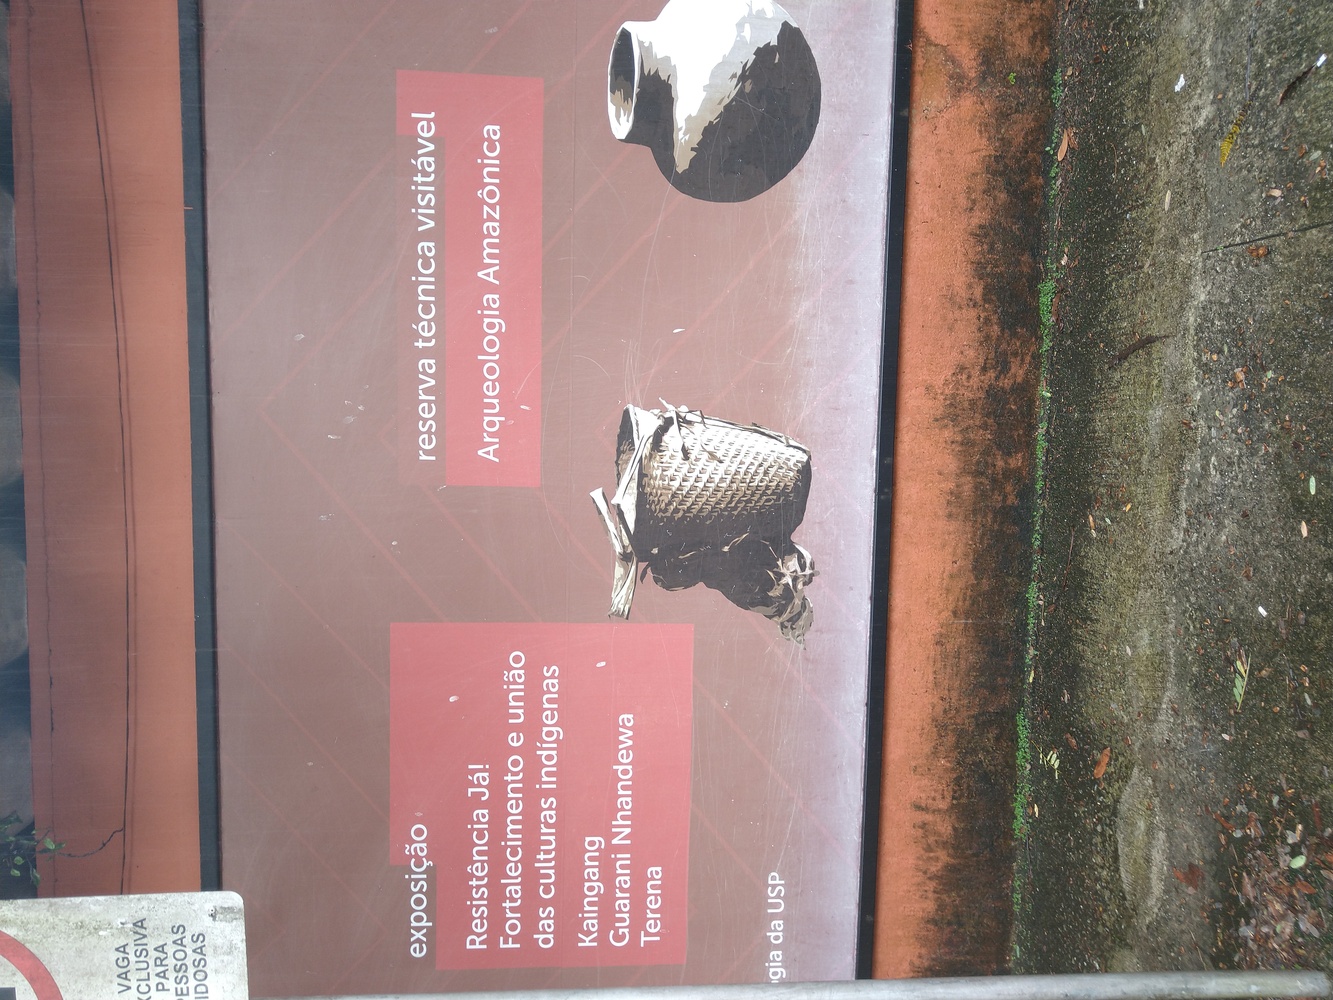 VAGA
XCLUSIVA
PARA
PESSOAS
IDOSAS
exposição
Resistência Já!
Fortalecimento e união
das culturas indígenas
Kaingang
Guarani Nhandewa
Terena
ogia da USP
reserva técnica visitável
Arqueologia Amazônica